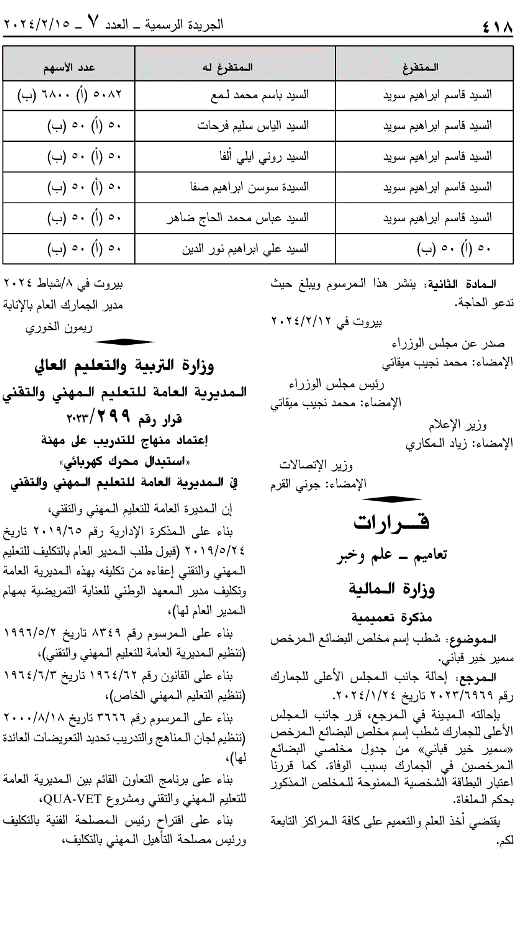 ٤١٨ الجريدة الرسمية ــ العدد ٧ ــ ٢٠٢٤/٢/١٥
المتفرغ المتفرغ له عدد الأسهم
السيد قاسم ابراهيم سويد السيد باسم محمد لمع ٥٠٨٢ (أ) ٦٨٠٠ (ب)
السيد قاسم ابراهيم سويد السيد الياس سليم فرحات ٥٠ (أ) ٥٠ (ب)
السيد قاسم ابراهيم سويد السيد روني ايلي ألفا ٥٠ (أ) ٥٠ (ب)
السيد قاسم ابراهيم سويد السيدة سوسن ابراهيم صفا ٥٠ (أ) ٥٠ (ب)
السيد قاسم ابراهيم سويد السيد عباس محمد الحاج ضاهر ٥٠ (أ) ٥٠ (ب)
٥٠ (أ) ٥٠ (ب) السيد علي ابراهيم نور الدين ٥٠ (أ) ٥٠ (ب)
المادة الثانية: ينشر هذا المرسوم ويبلغ حيث
تدعو الحاجة.
بيروت في ٢٠٢٤/٢/١٢
صدر عن مجلس الوزراء
الإمضاء: محمد نجيب ميقاتي
رئيس مجلس الوزراء
الإمضاء: محمد نجيب ميقاتي
وزير الإعلام
الإمضاء: زياد المكاري
وزير الإتصالات
الإمضاء: جوني القرم
قـرارات
تعاميم ــ علم وخبر
وزارة المالية
مذكرة تعميمية
الموضوع: شطب إسم مخلص البضائع المرخص
سمير خير قباني.
المرجع: إحالة جانب المجلس الأعلى للجمارك
رقم ٢٠٢٣/٦٩٦٩ تاريخ ٢٠٢٤/١/٢٤.
بإحالته المبينة في المرجع، قرر جانب المجلس
الأعلى للجمارك شطب إسم مخلص البضائع المرخص
«سمير خير قباني» من جدول مخلصي البضائع
المرخصين في الجمارك بسبب الوفاة. كما قررنا
اعتبار البطاقة الشخصية الممنوحة للمخلص المذكور
بحكم الملغاة.
يقتضي أخذ العلم والتعميم على كافة المراكز التابعة
لكم.
بيروت في ٨/شباط ٢٠٢٤
مدير الجمارك العام بالإنابة
ريمون الخوري
وزارة التربية والتعليم العالي
المديرية العامة للتعليم المهني والتقني
قرار رقم ٢٠٢٣/٢٩٩
إعتماد منهاج للتدريب على مهنة
«استبدال محرك كهربائي»
في المديرية العامة للتعليم المهني والتقني
إن المديرة العامة للتعليم المهني والتقني،
بناء على المذكرة الإدارية رقم ٢٠١٩/٦٥ تاريخ
٢٠١٩/٥/٢٤ (قبول طلب المدير العام بالتكليف للتعليم
المهني والتقني إعفاءه من تكليفه بهذه المديرية العامة
وتكليف مدير المعهد الوطني للعناية التمريضية بمهام
المدير العام لها)،
بناء على المرسوم رقم ٨٣٤٩ تاريخ ١٩٩٦/٥/٢
(تنظيم المديرية العامة للتعليم المهني والتقني)،
بناء على القانون رقم ١٩٦٤/٦٢ تاريخ ١٩٦٤/٦/٣
(تنظيم التعليم المهني الخاص)،
بناء على المرسوم رقم ٣٦٦٦ تاريخ ٢٠٠٠/٨/١٨
(تنظيم لجان المناهج والتدريب تحديد التعويضات العائدة
لها)،
بناء على برنامج التعاون القائم بين المديرية العامة
للتعليم المهني والتقني ومشروع QUA-VET،
بناء على اقتراح رئيس المصلحة الفنية بالتكليف
ورئيس مصلحة التأهيل المهني بالتكليف،